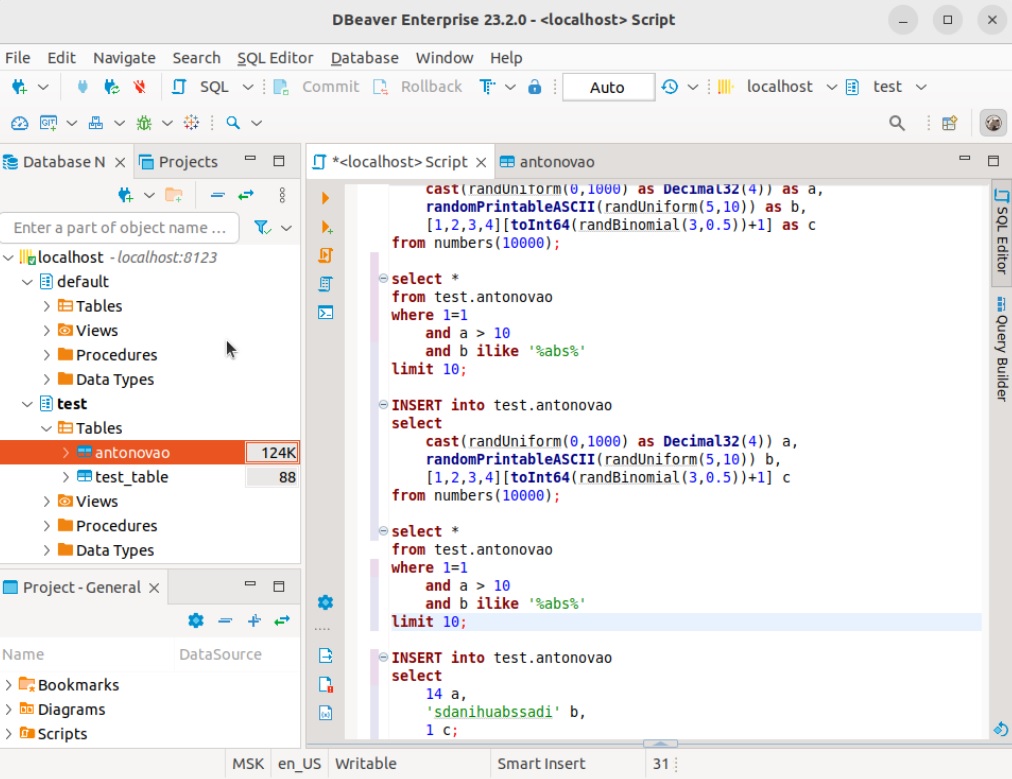 DBeaver Enterprise 23.2.0 - <localhost> Script
File Edit Navigate Search SQL Editor Database Window Help
SQL Commit Rollback Auto localhost test
Database N Projects
Enter a part of object name ...
localhost - localhost:8123
default
Tables
Views
Procedures
Data Types
test
Tables
antonovao 124K
test_table 88
Views
Procedures
Data Types
Project - General
Name DataSource
Bookmarks
Diagrams
Scripts
*<localhost> Script antonovao
cast(randUniform(0,1000) as Decimal32(4)) as a,
randomPrintableASCII(randUniform(5,10)) as b,
[1,2,3,4][toInt64(randBinomial(3,0.5))+1] as c
from numbers(10000);
select *
from test.antonovao
where 1=1
and a > 10
and b ilike '%abs%'
limit 10;
INSERT into test.antonovao
select
cast(randUniform(0,1000) as Decimal32(4)) a,
randomPrintableASCII(randUniform(5,10)) b,
[1,2,3,4][toInt64(randBinomial(3,0.5))+1] c
from numbers(10000);
select *
from test.antonovao
where 1=1
and a > 10
and b ilike '%abs%'
limit 10;
INSERT into test.antonovao
select
14 a,
'sdanihuabssadi' b,
1 c;
SQL Editor
Query Builder
MSK en_US Writable Smart Insert 31